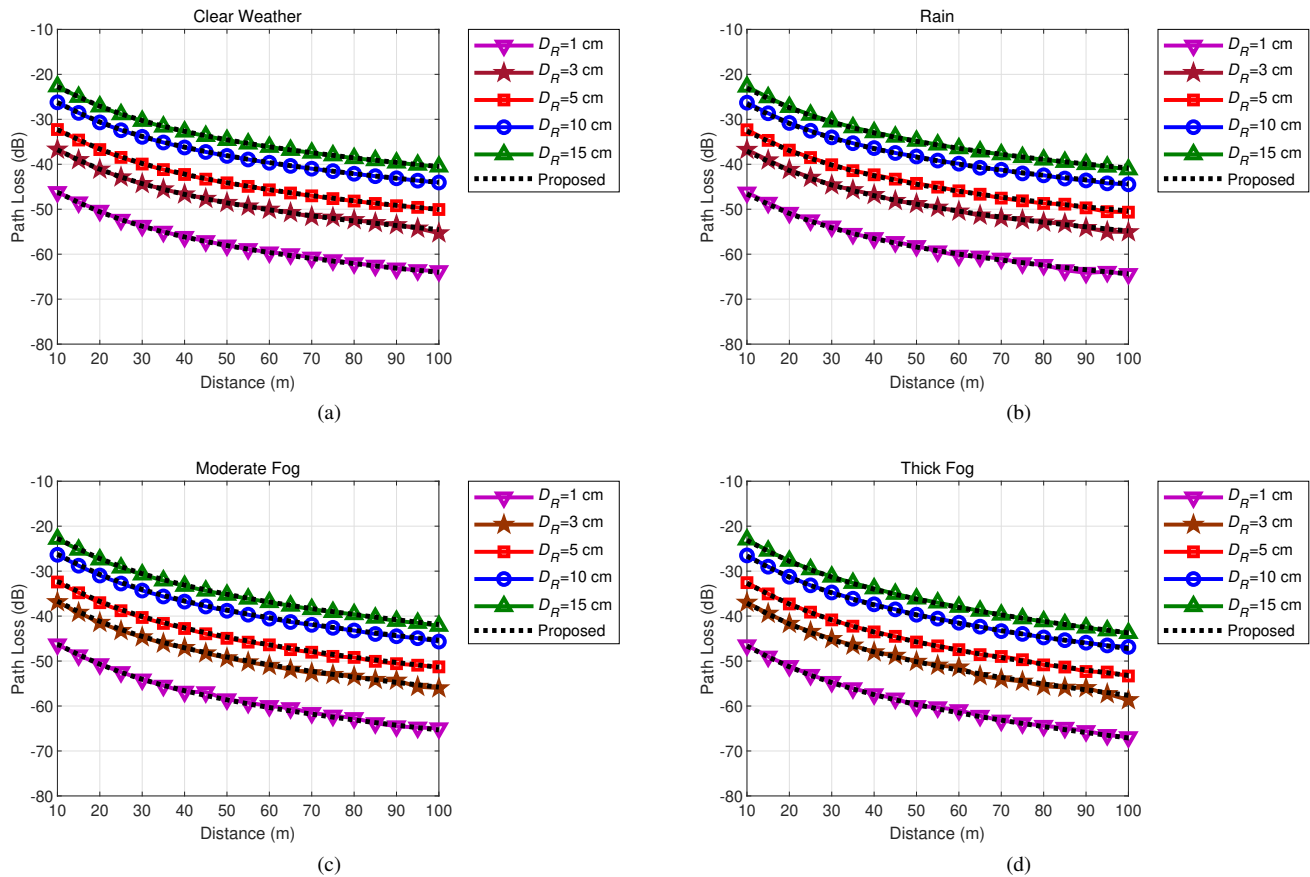 Clear Weather
-10
-20
-30
-40
-50
-60
-70
-80
Path Loss (dB)
10 20 30 40 50 60 70 80 90 100
Distance (m)
D_R=1 cm
D_R=3 cm
D_R=5 cm
D_R=10 cm
D_R=15 cm
Proposed
(a)
Rain
-10
-20
-30
-40
-50
-60
-70
-80
Path Loss (dB)
10 20 30 40 50 60 70 80 90 100
Distance (m)
D_R=1 cm
D_R=3 cm
D_R=5 cm
D_R=10 cm
D_R=15 cm
Proposed
(b)
Moderate Fog
-10
-20
-30
-40
-50
-60
-70
-80
Path Loss (dB)
10 20 30 40 50 60 70 80 90 100
Distance (m)
D_R=1 cm
D_R=3 cm
D_R=5 cm
D_R=10 cm
D_R=15 cm
Proposed
(c)
Thick Fog
-10
-20
-30
-40
-50
-60
-70
-80
Path Loss (dB)
10 20 30 40 50 60 70 80 90 100
Distance (m)
D_R=1 cm
D_R=3 cm
D_R=5 cm
D_R=10 cm
D_R=15 cm
Proposed
(d)